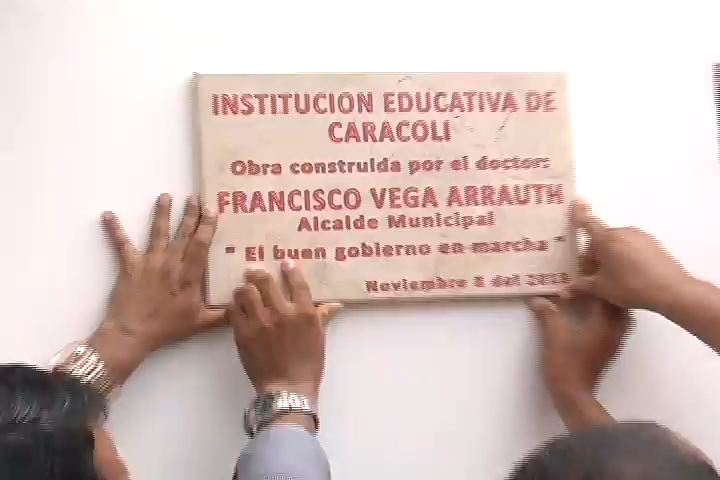 INSTITUCION EDUCATIVA DE
CARACOLI
Obra construida por el doctor:
FRANCISCO VEGA ARRAUTH
Alcalde Municipal
" El buen gobierno en marcha "
Noviembre 8 del